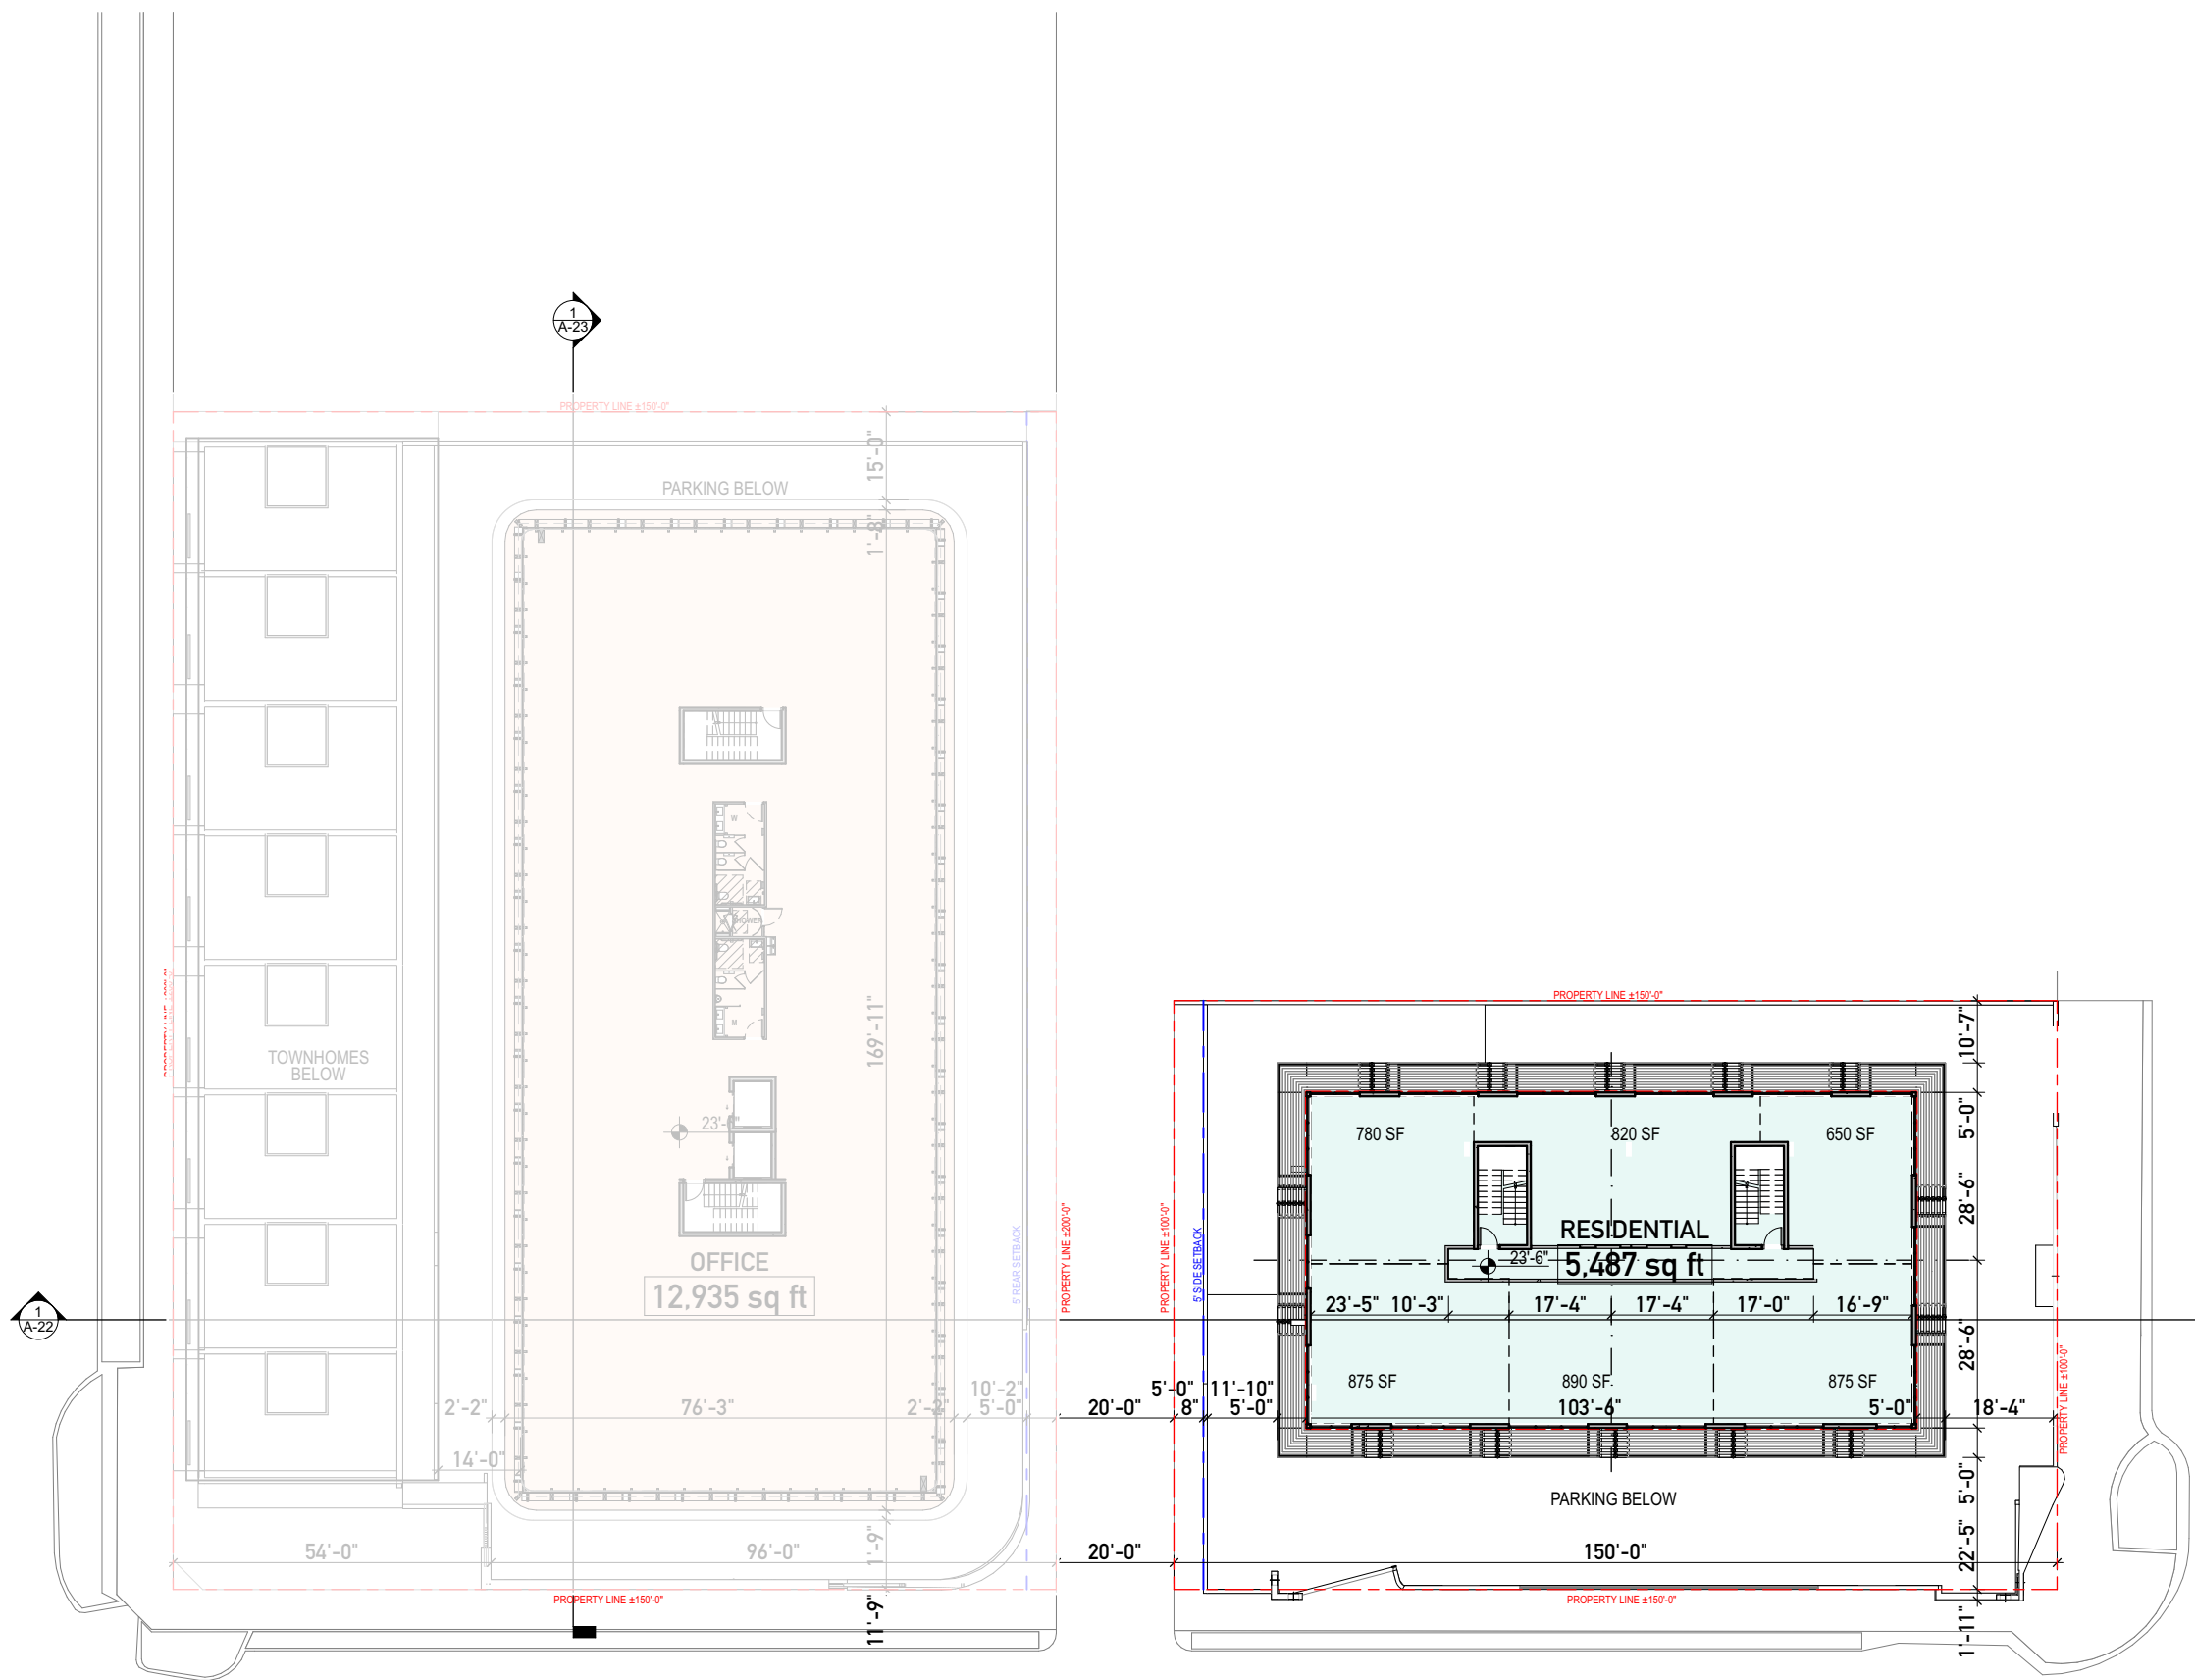 1
A-23
PROPERTY LINE ±150'-0"
15'-0"
PARKING BELOW
1'-8"
W
SHOWER
M
169'-11"
TOWNHOMES
BELOW
OFFICE
12,935 sq ft
5' REAR SETBACK
PROPERTY LINE ±200'-0"
1
A-22
2'-2"
76'-3"
10'-2"
5'-0"
14'-0"
54'-0"
96'-0"
1'-9"
11'-9"
PROPERTY LINE ±150'-0"
20'-0"
20'-0"
PROPERTY LINE ±150'-0"
PROPERTY LINE ±100'-0"
5' SIDE SETBACK
10'-7"
5'-0"
28'-6"
28'-6"
5'-0"
22'-5"
1'-11"
780 SF
820 SF
650 SF
RESIDENTIAL
23'-6"
5,487 sq ft
23'-5" 10'-3" 17'-4" 17'-4" 17'-0" 16'-9"
875 SF
890 SF
875 SF
5'-0" 11'-10"
8" 5'-0" 103'-6" 5'-0" 18'-4"
PROPERTY LINE ±100'-0"
PARKING BELOW
150'-0"
PROPERTY LINE ±150'-0"